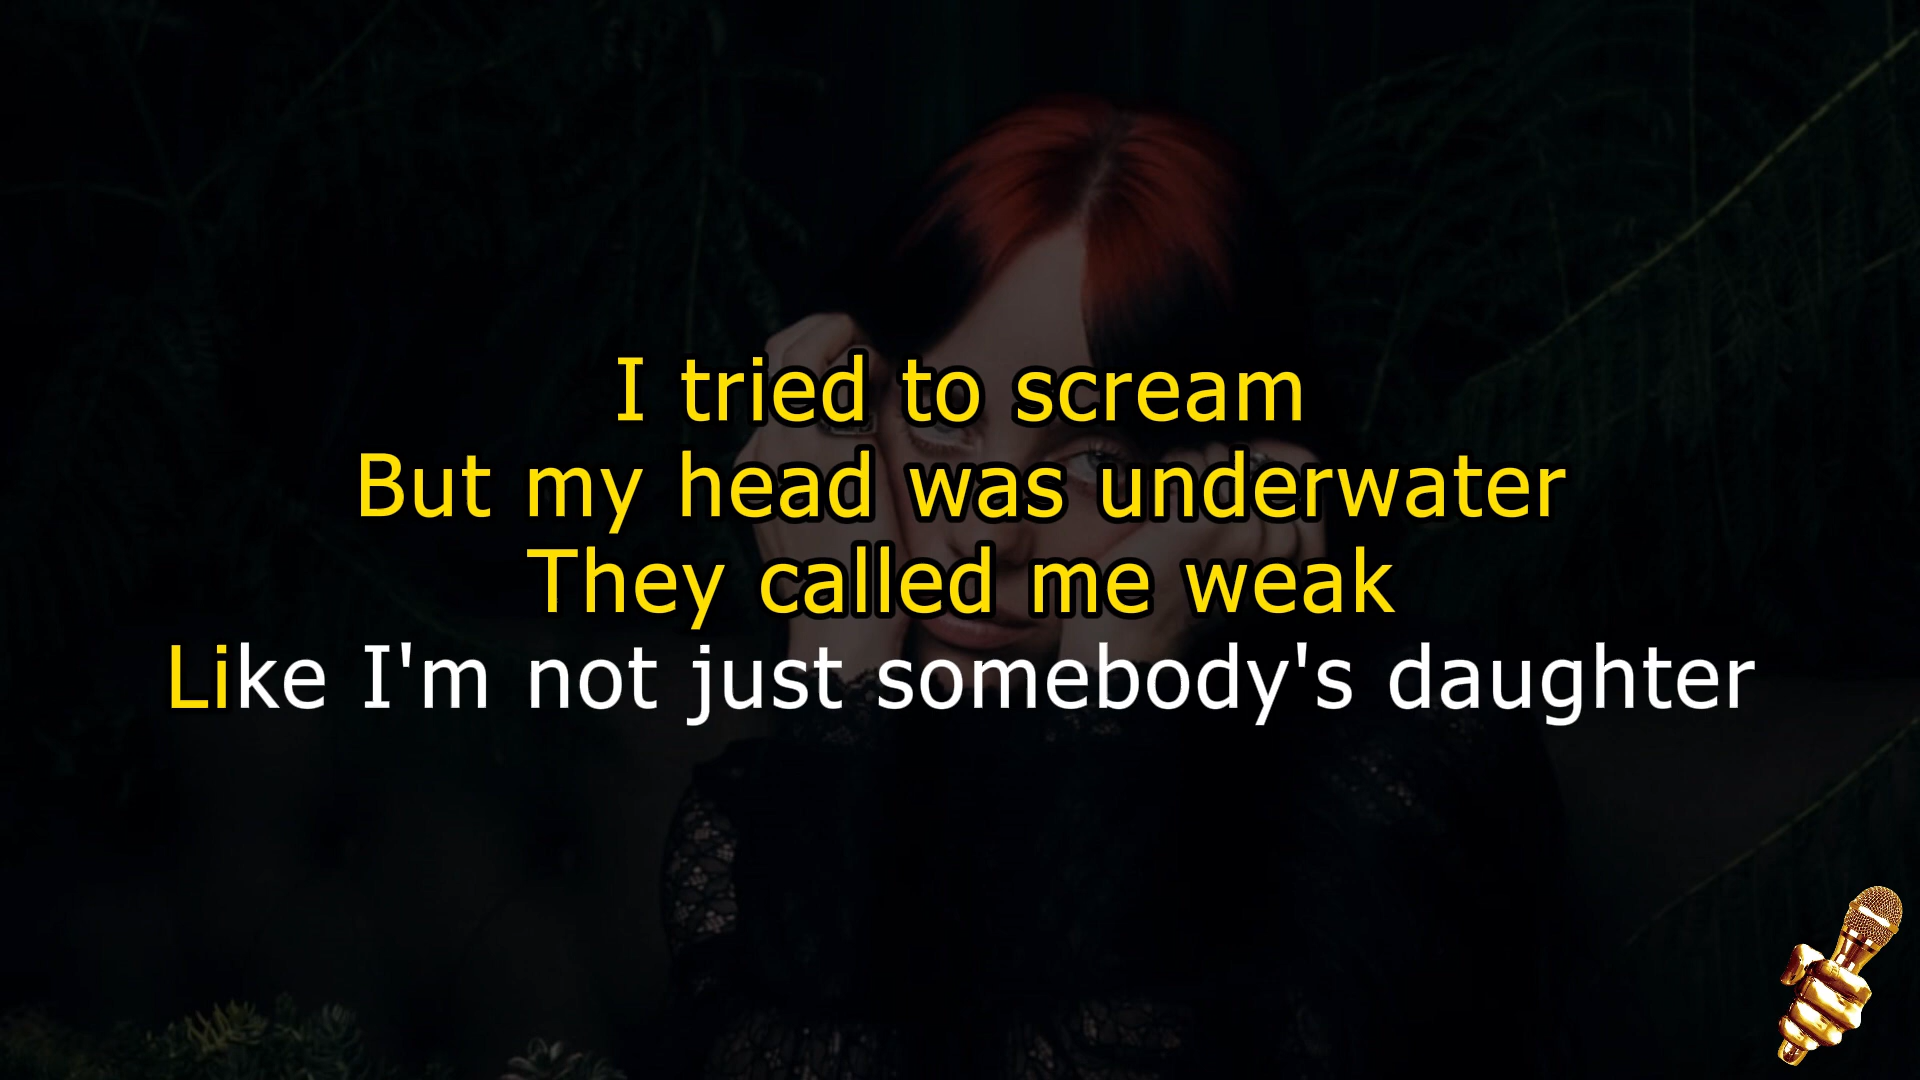 I tried to scream
But my head was underwater
They called me weak
Like I'm not just somebody's daughter